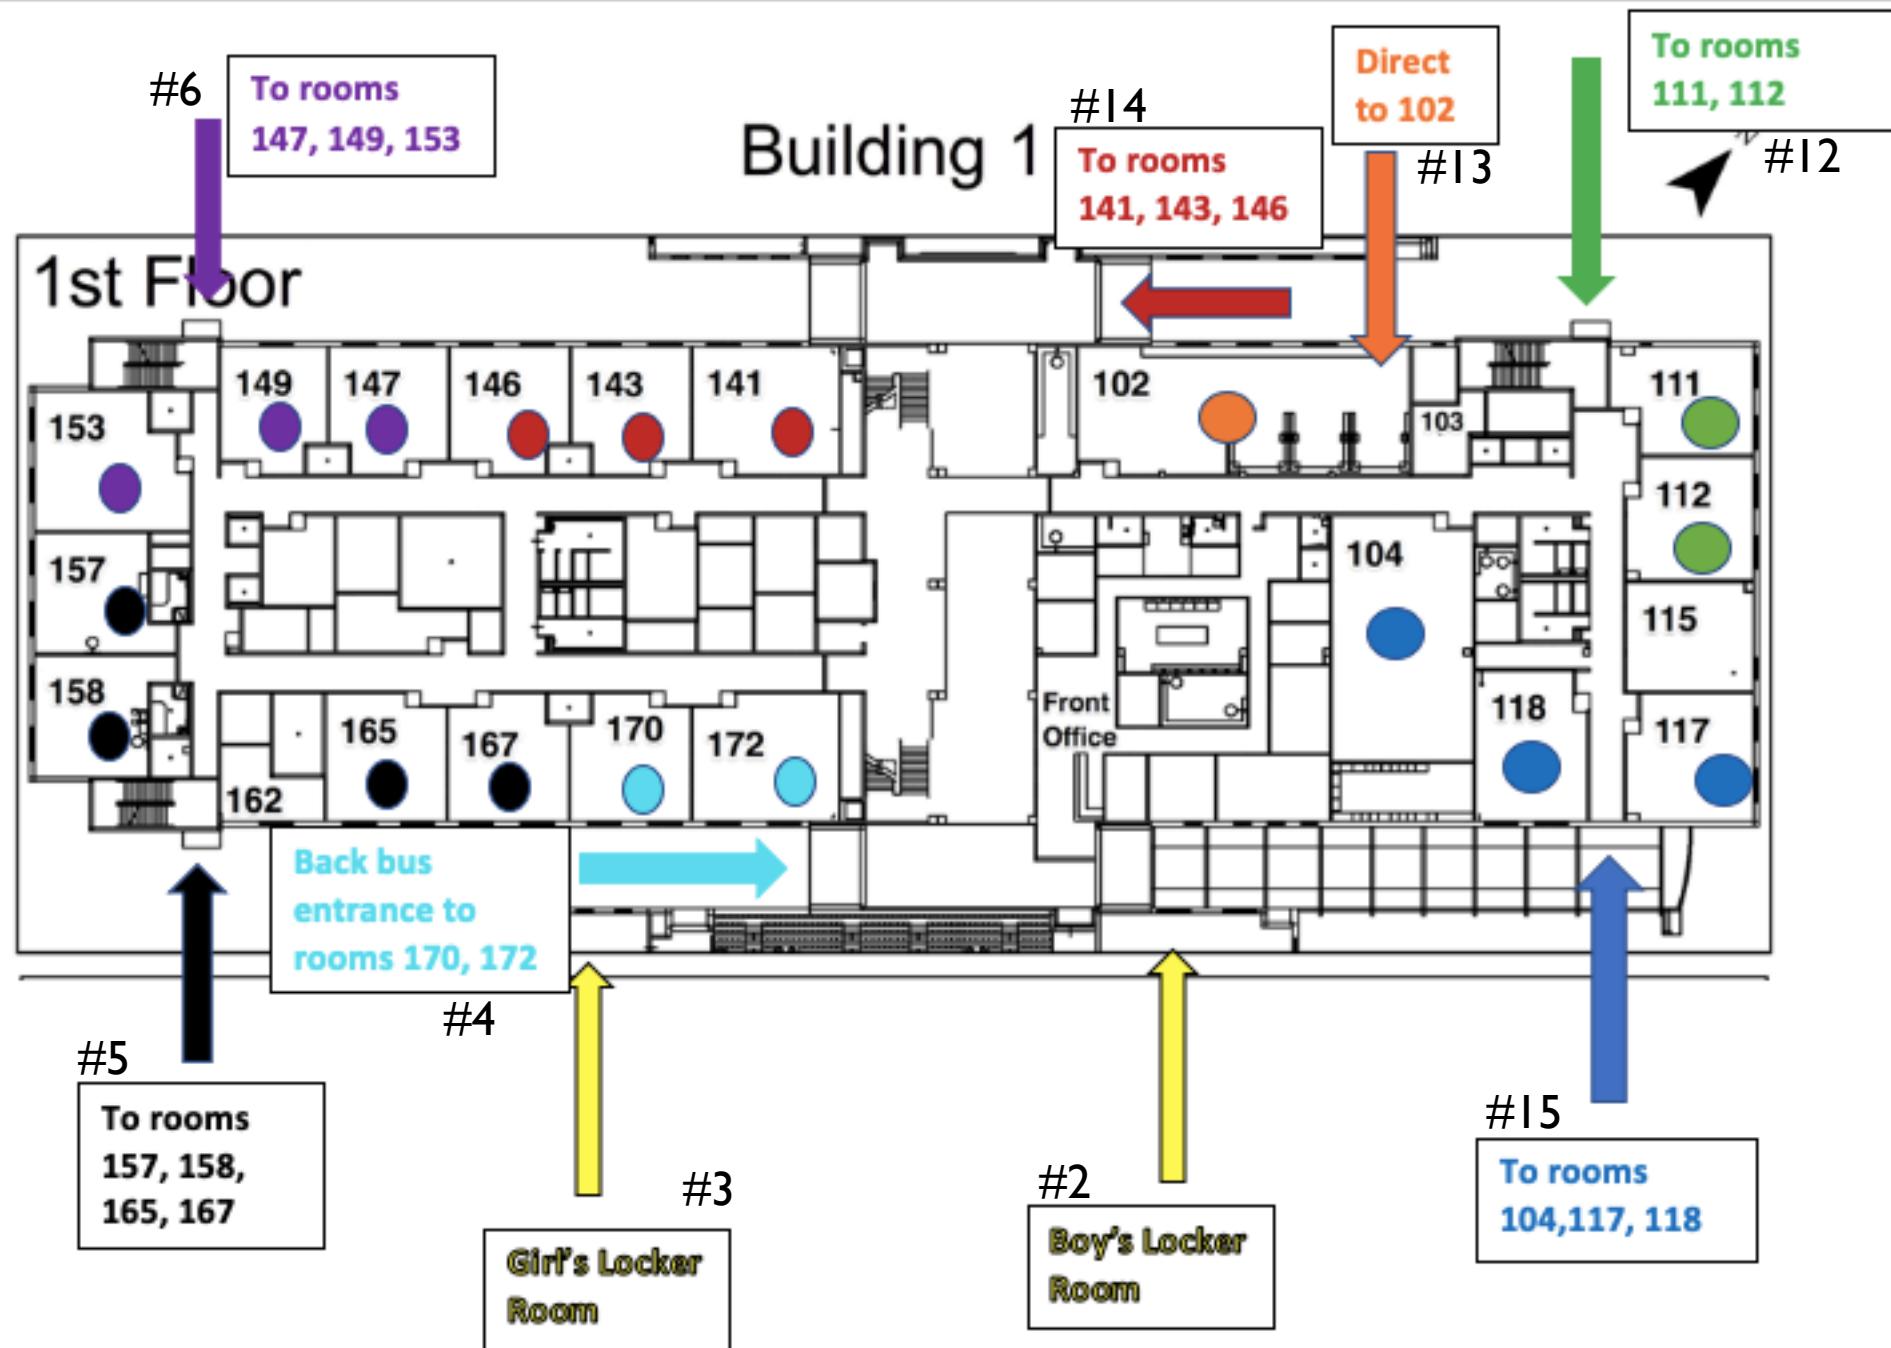 #6
To rooms
147, 149, 153
Building 1
#14
To rooms
141, 143, 146
Direct
to 102
#13
To rooms
111, 112
N
#12
1st Floor
149
147
146
143
141
102
103
111
153
112
157
104
115
158
165
167
170
172
Front
Office
118
117
162
Back bus
entrance to
rooms 170, 172
#4
#5
To rooms
157, 158,
165, 167
#3
Girl's Locker
Room
#2
Boy's Locker
Room
#15
To rooms
104,117, 118